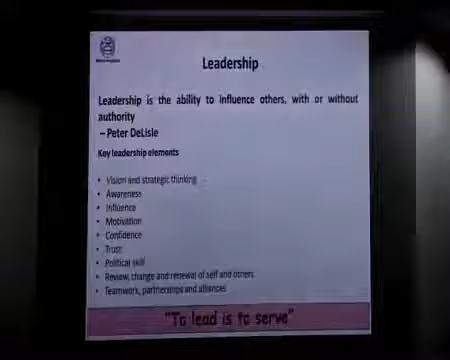 Leadership
Leadership is the ability to influence others, with or without
authority
– Peter DeLisle
Key leadership elements
• Vision and strategic thinking
• Awareness
• Influence
• Motivation
• Confidence
• Trust
• Political skill
• Review, change and renewal of self and others
• Teamwork, partnerships and alliances
"To lead is to serve"